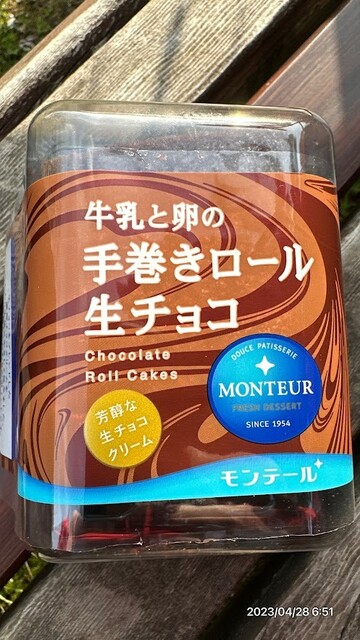 牛乳と卵の
手巻きロール
生チョコ
Chocolate
Roll Cakes
芳醇な
生チョコ
クリーム
DOUCE PATISSERIE
MONTEUR
FRESH DESSERT
SINCE 1954
モンテール
2023/04/28 6:51